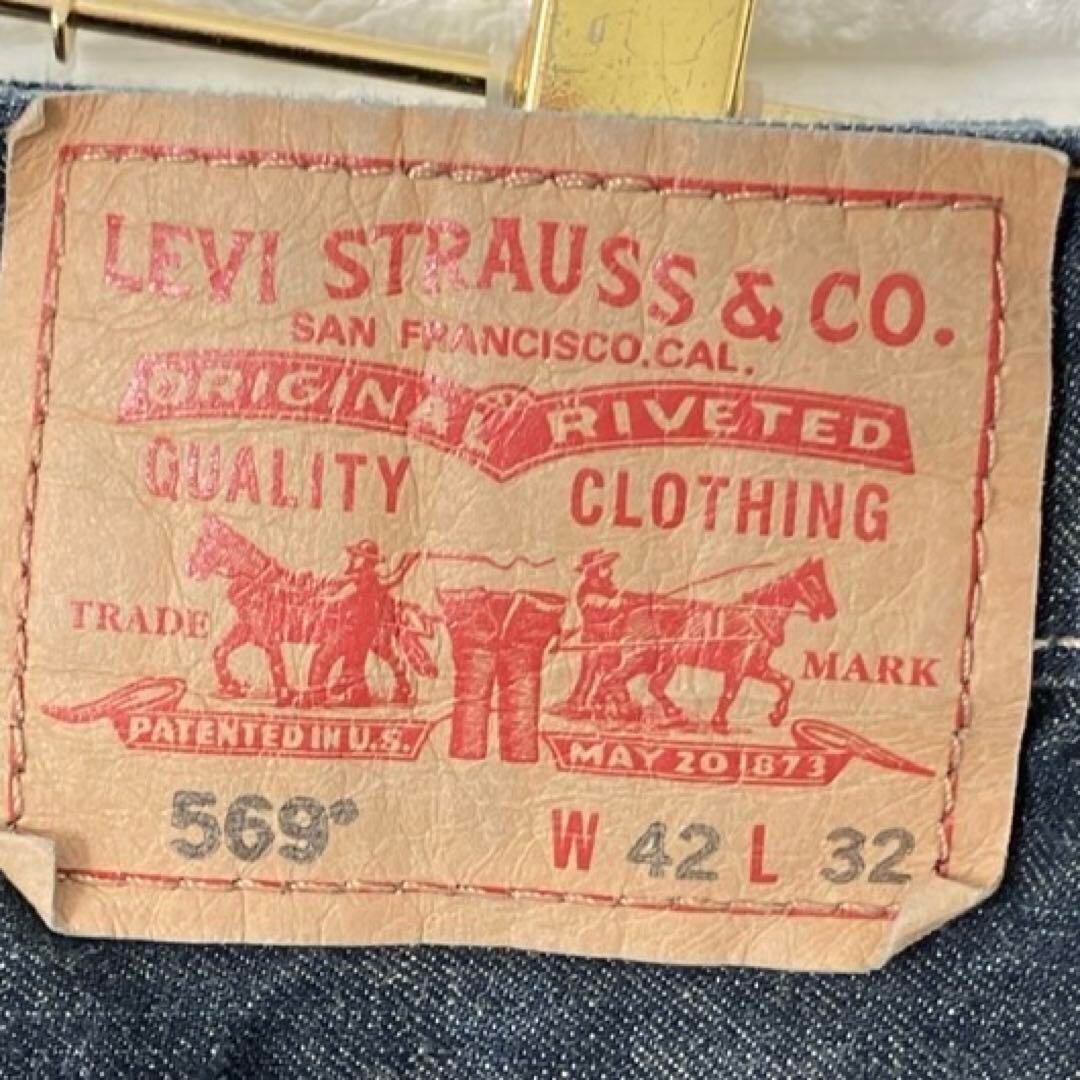 LEVI STRAUSS & CO.
SAN FRANCISCO.CAL.
ORIGINAL RIVETED
QUALITY CLOTHING
TRADE MARK
PATENTED IN U.S. MAY 20 1873
569® W 42 L 32